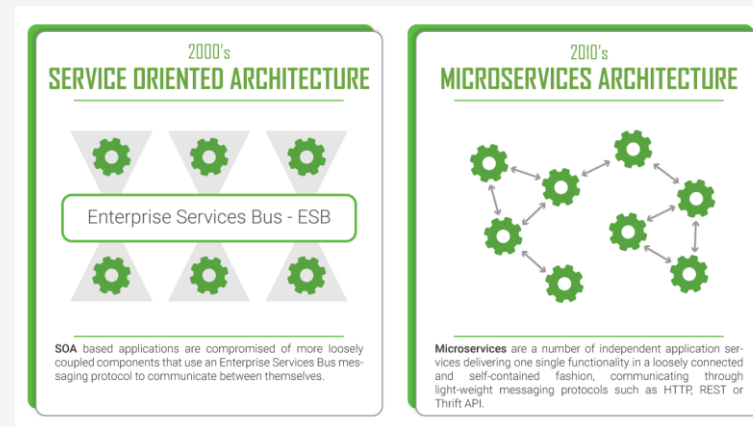 2000's
SERVICE ORIENTED ARCHITECTURE
Enterprise Services Bus - ESB
SOA based applications are compromised of more loosely
coupled components that use an Enterprise Services Bus mes-
saging protocol to communicate between themselves.
2010's
MICROSERVICES ARCHITECTURE
Microservices are a number of independent application ser-
vices delivering one single functionality in a loosely connected
and self-contained fashion, communicating through
light-weight messaging protocols such as HTTP, REST or
Thrift API.